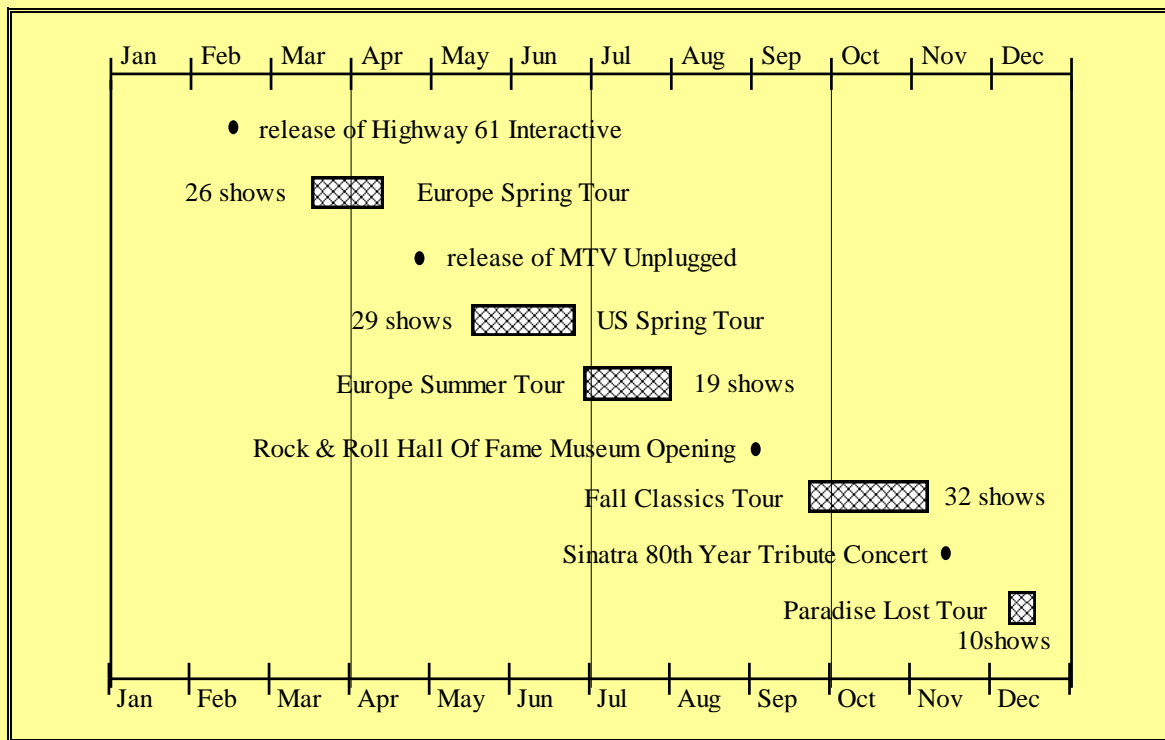 Jan Feb Mar Apr May Jun Jul Aug Sep Oct Nov Dec
release of Highway 61 Interactive
26 shows Europe Spring Tour
release of MTV Unplugged
29 shows US Spring Tour
Europe Summer Tour 19 shows
Rock & Roll Hall Of Fame Museum Opening
Fall Classics Tour 32 shows
Sinatra 80th Year Tribute Concert
Paradise Lost Tour
10shows
Jan Feb Mar Apr May Jun Jul Aug Sep Oct Nov Dec